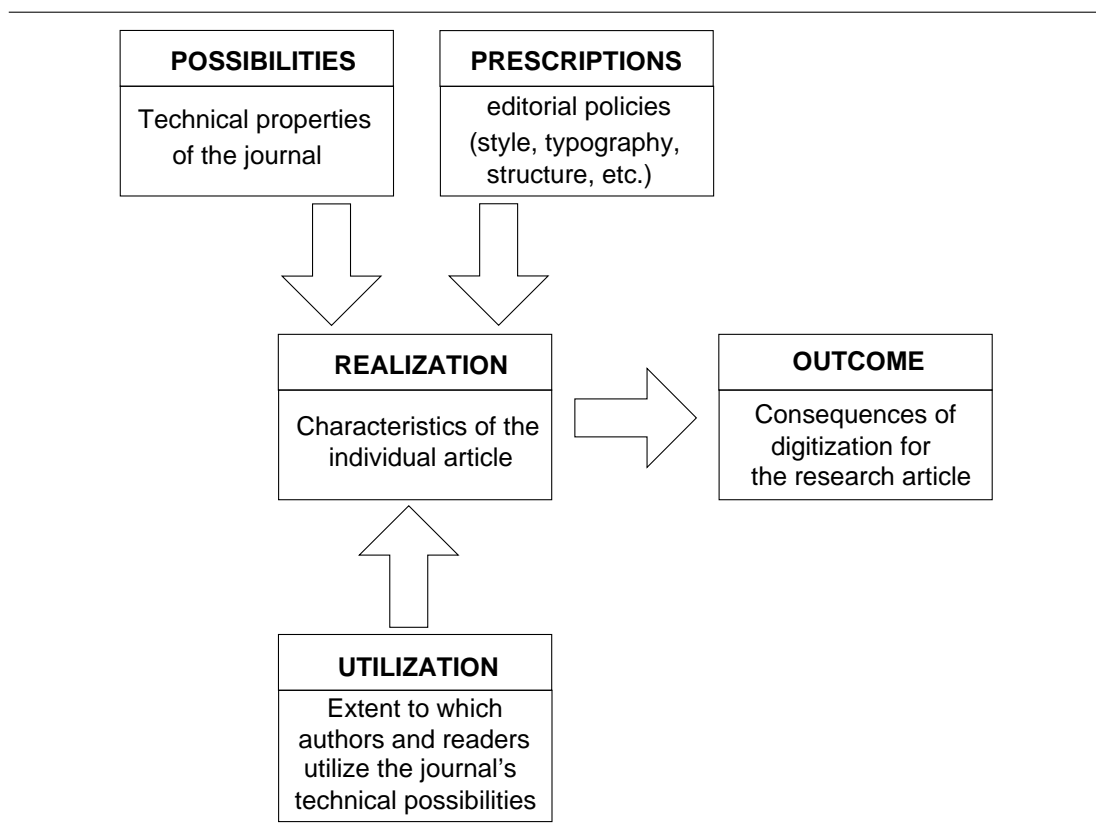 POSSIBILITIES
Technical properties
of the journal
PRESCRIPTIONS
editorial policies
(style, typography,
structure, etc.)
REALIZATION
Characteristics of the
individual article
OUTCOME
Consequences of
digitization for
the research article
UTILIZATION
Extent to which
authors and readers
utilize the journal's
technical possibilities